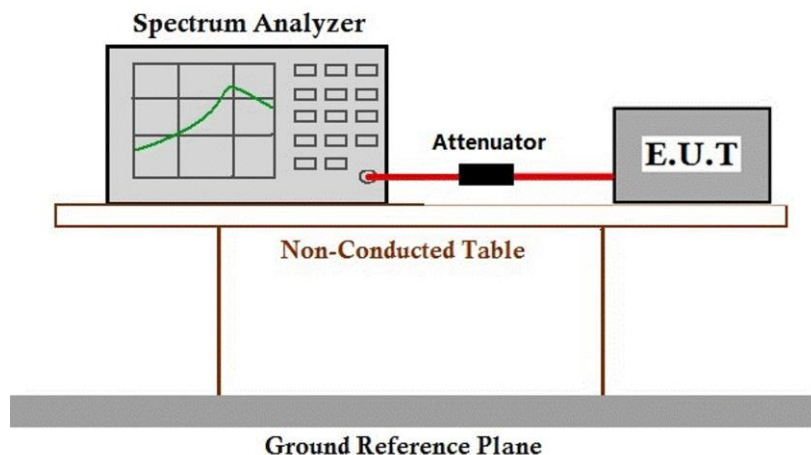 Spectrum Analyzer
Attenuator
E.U.T
Non-Conducted Table
Ground Reference Plane